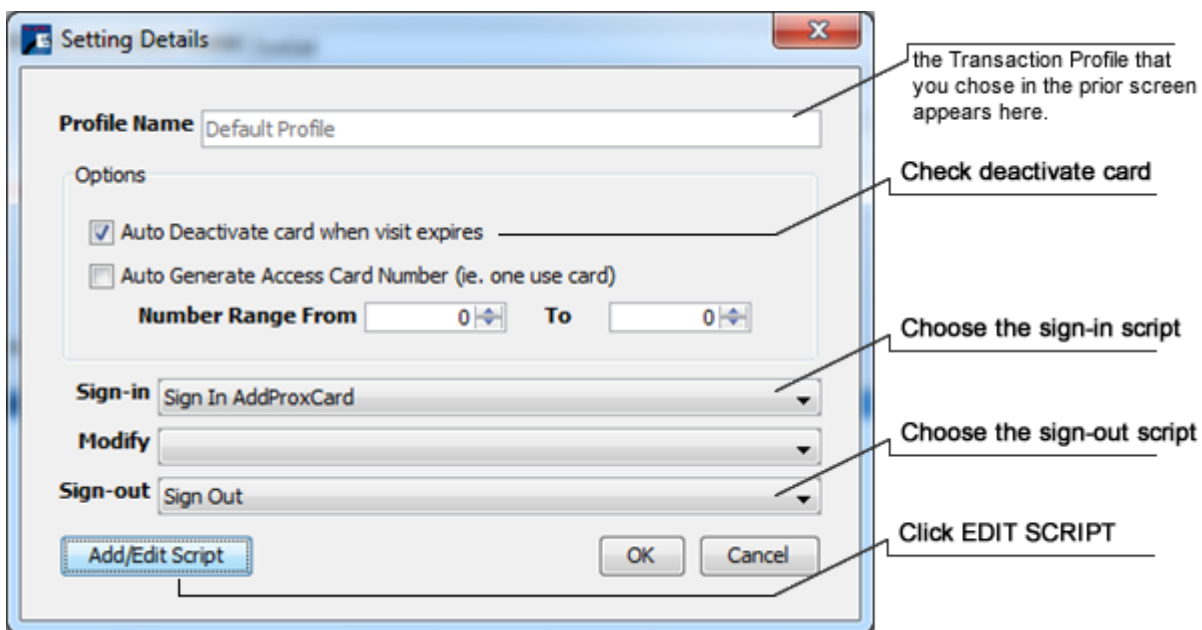 Setting Details
the Transaction Profile that
you chose in the prior screen
appears here.
Profile Name Default Profile
Options
Check deactivate card
Auto Deactivate card when visit expires
Auto Generate Access Card Number (ie. one use card)
Number Range From 0 To 0
Choose the sign-in script
Sign-in Sign In AddProxCard
Modify
Choose the sign-out script
Sign-out Sign Out
Click EDIT SCRIPT
Add/Edit Script OK Cancel